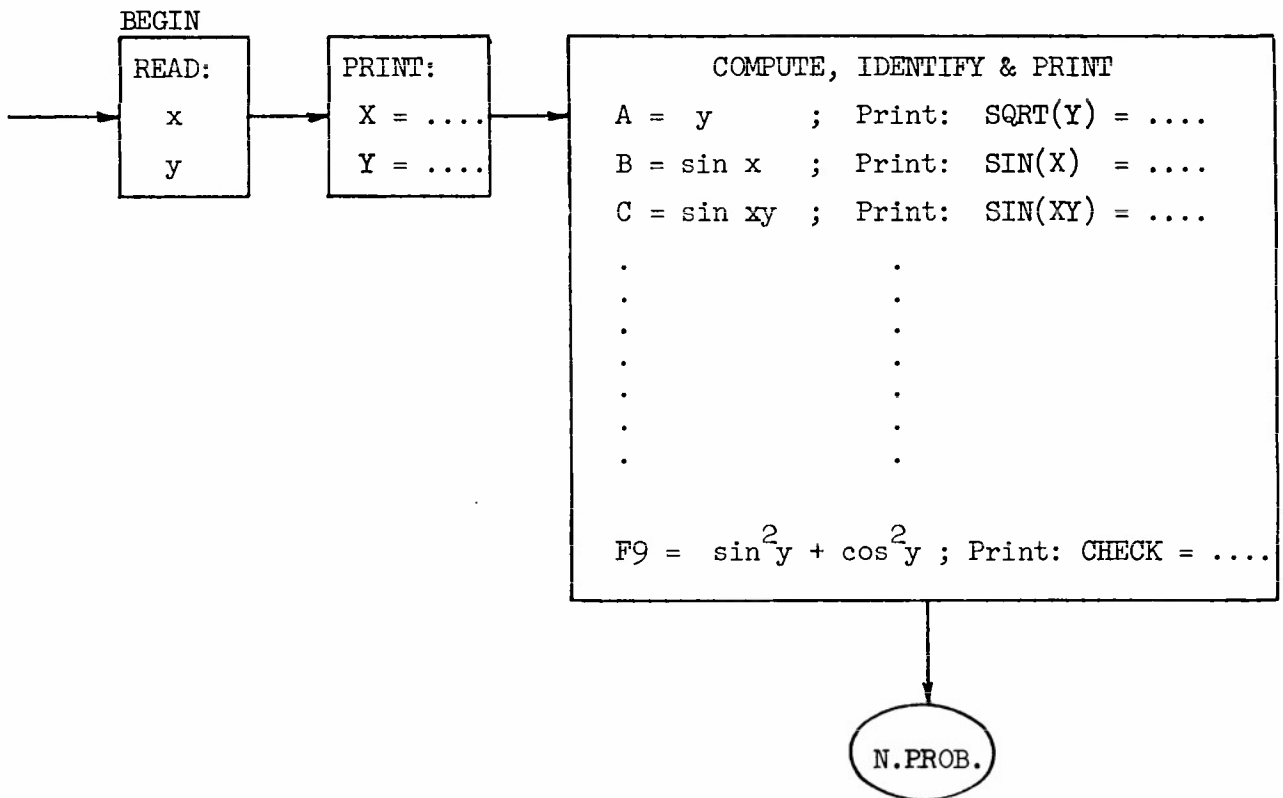 BEGIN
READ:
x
y
PRINT:
X = ....
Y = ....
COMPUTE, IDENTIFY & PRINT
A = y ; Print: SQRT(Y) = ....
B = sin x ; Print: SIN(X) = ....
C = sin xy ; Print: SIN(XY) = ....
. .
. .
. .
. .
. .
. .
. .
F9 = sin²y + cos²y ; Print: CHECK = ....
N.PROB.